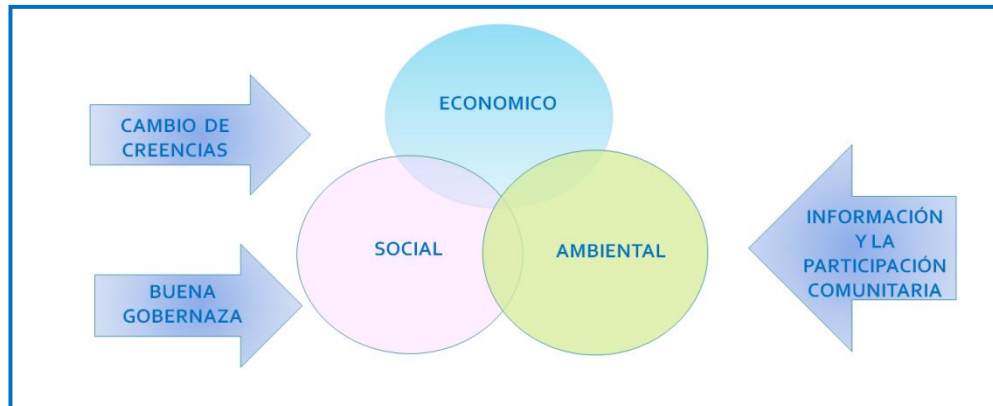 ECONOMICO
CAMBIO DE
CREENCIAS
SOCIAL
AMBIENTAL
INFORMACIÓN
Y LA
PARTICIPACIÓN
COMUNITARIA
BUENA
GOBERNAZA